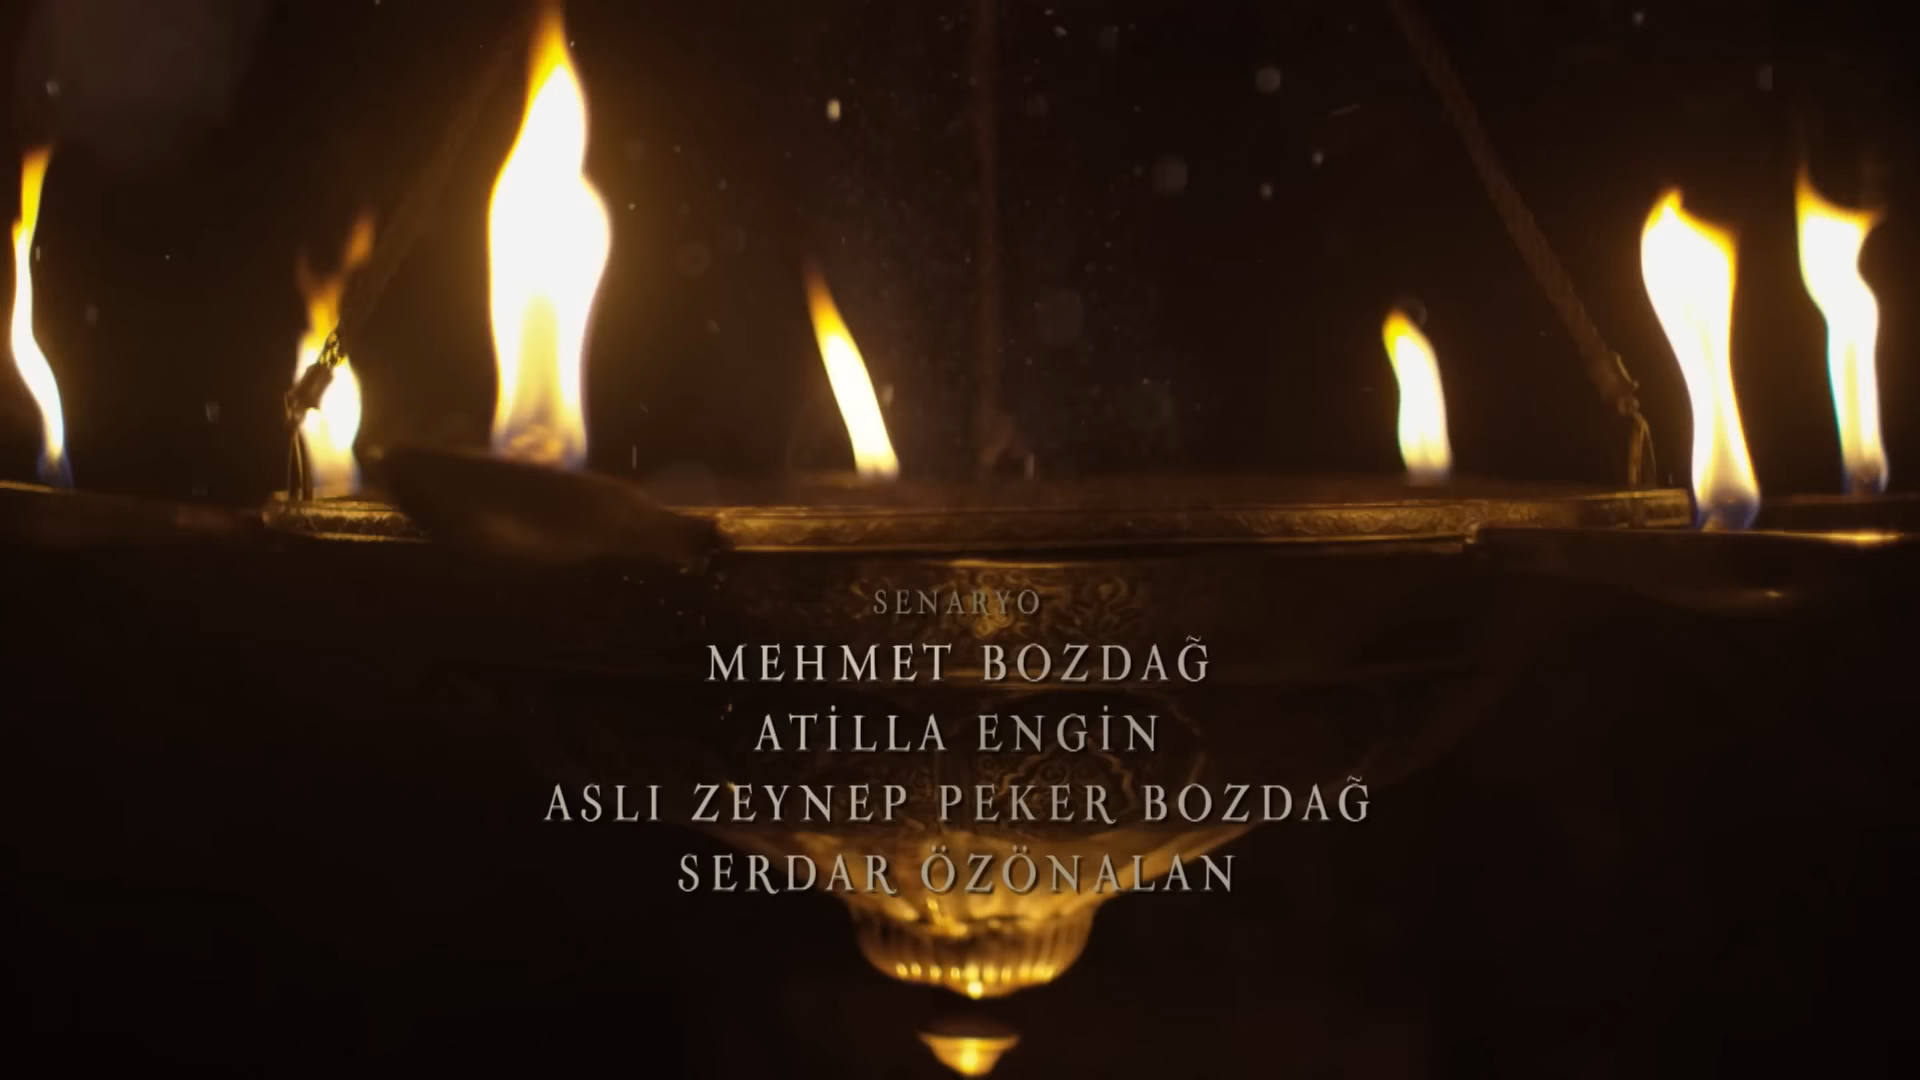 SENARYO
MEHMET BOZDAĞ
ATİLLA ENGİN
ASLI ZEYNEP PEKER BOZDAĞ
SERDAR ÖZÖNALAN